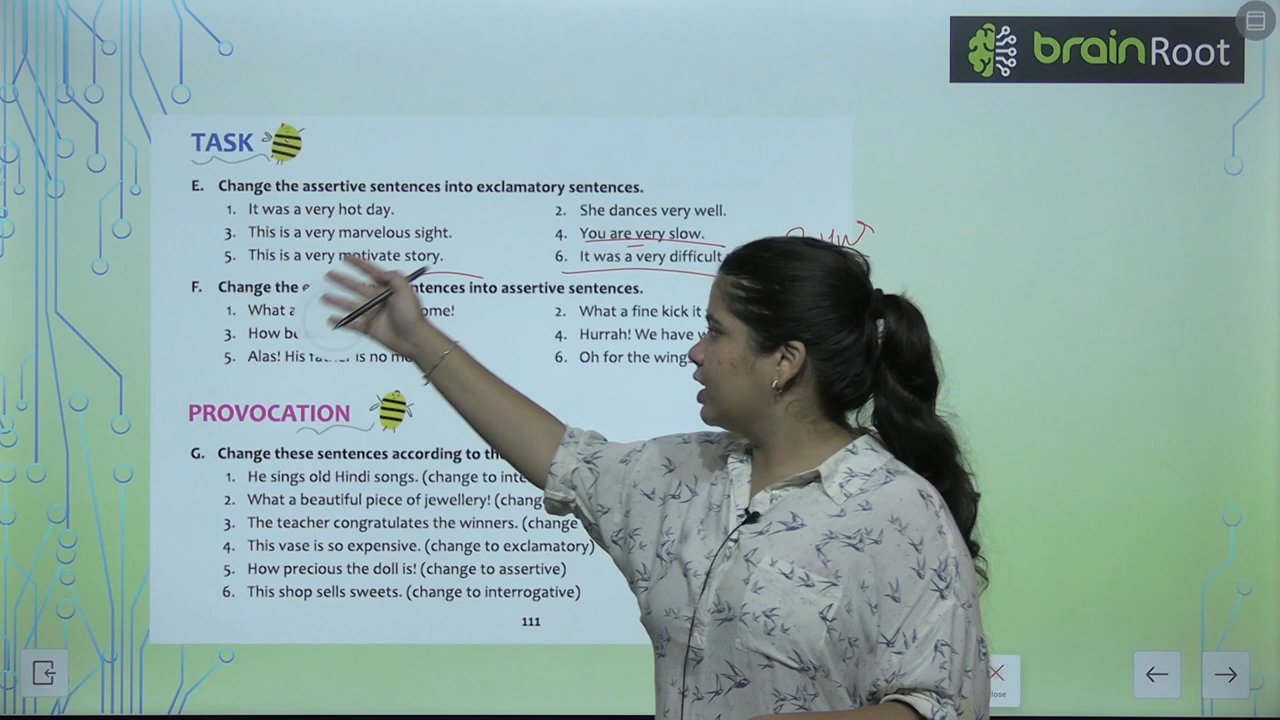 brainRoot
TASK
E. Change the assertive sentences into exclamatory sentences.
1. It was a very hot day.
2. She dances very well.
3. This is a very marvelous sight.
4. You are very slow.
5. This is a very motivate story.
6. It was a very difficult
F. Change the sentences into assertive sentences.
1. What a
2. What a fine kick it
3. How
4. Hurrah! We have
5. Alas! His is no
6. Oh for the
PROVOCATION
G. Change these sentences according to
1. He sings old Hindi songs. (change to
2. What a beautiful piece of jewellery!
3. The teacher congratulates the winners. (change
4. This vase is so expensive. (change to exclamatory)
5. How precious the doll is! (change to assertive)
6. This shop sells sweets. (change to interrogative)
111